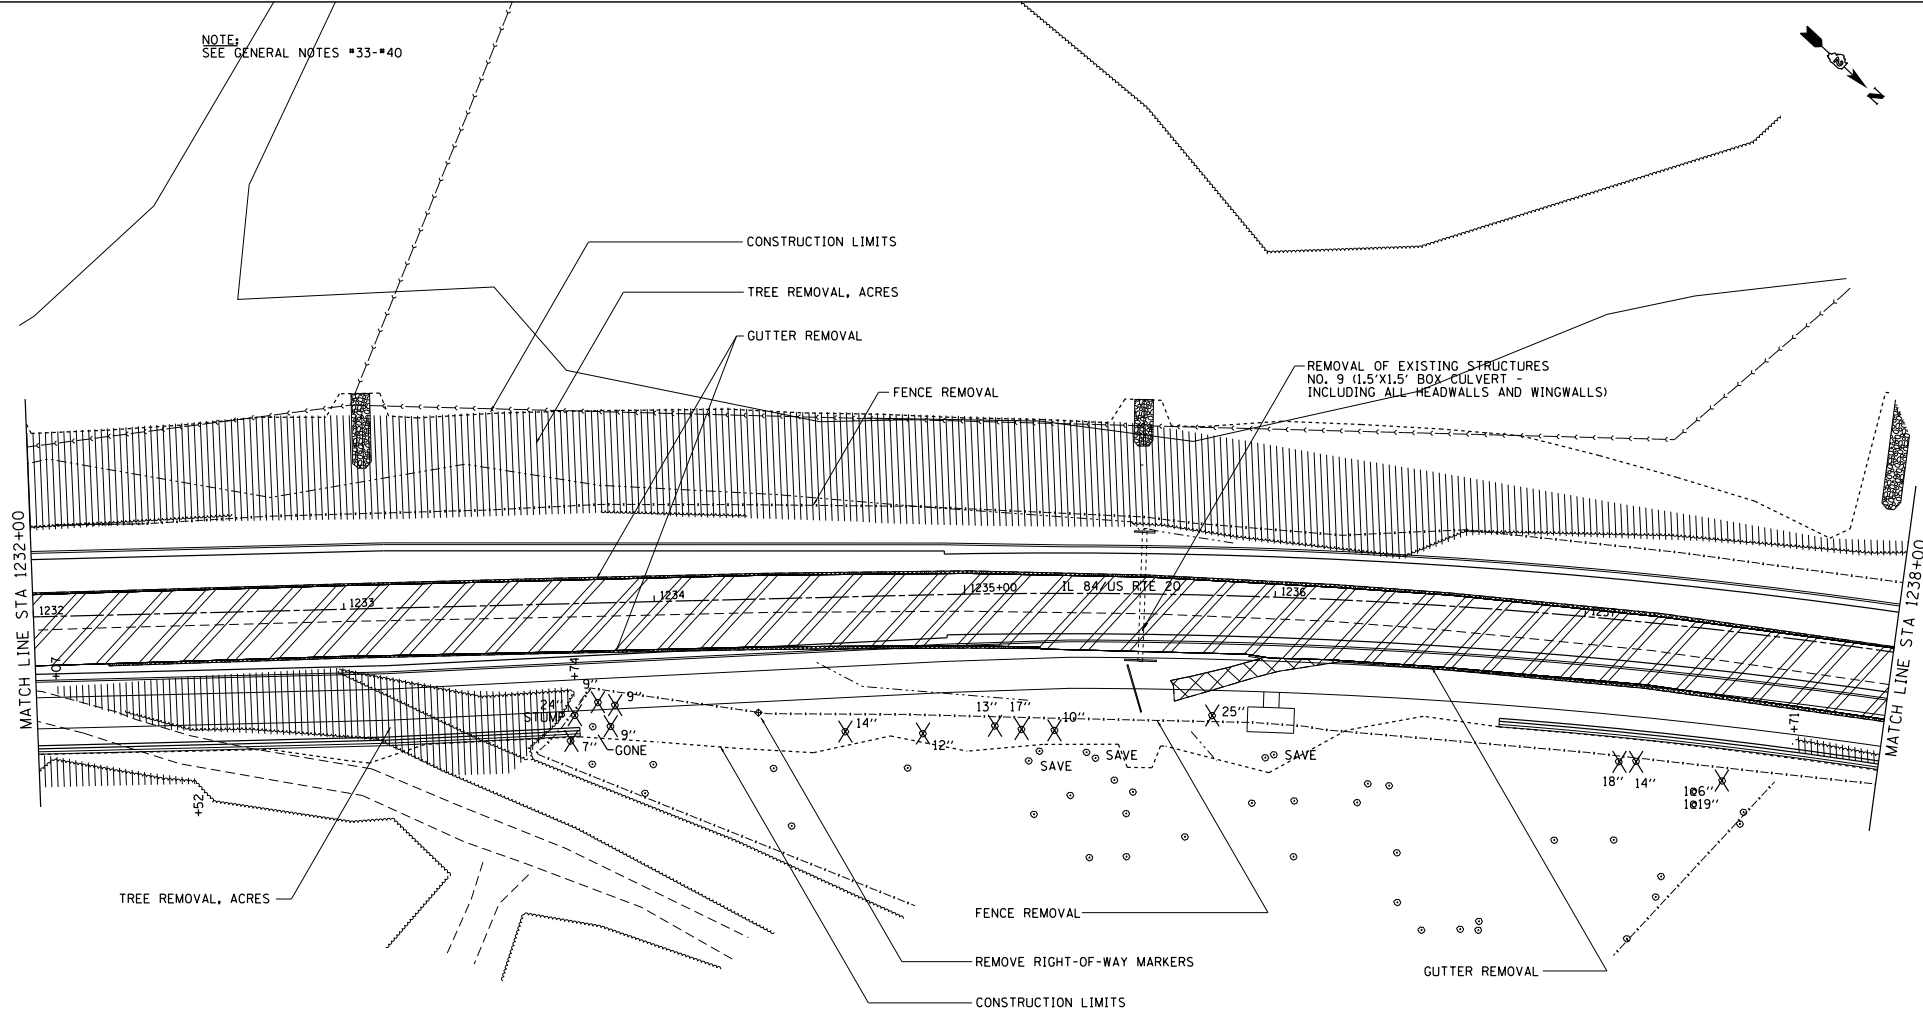 NOTE:
SEE GENERAL NOTES #33-#40
N
CONSTRUCTION LIMITS
TREE REMOVAL, ACRES
GUTTER REMOVAL
FENCE REMOVAL
REMOVAL OF EXISTING STRUCTURES
NO. 9 (1.5'X1.5' BOX CULVERT -
INCLUDING ALL HEADWALLS AND WINGWALLS)
MATCH LINE STA 1232+00
MATCH LINE STA 1238+00
1232
1233
1234
1235+00
IL 84/US RTE 20
1236
1237
+07
+74
9"
9"
24"
STUMP
9"
7"
GONE
14"
12"
13"
17"
10"
25"
SAVE
SAVE
SAVE
18"
14"
1@6"
1@19"
+71
+52
TREE REMOVAL, ACRES
FENCE REMOVAL
REMOVE RIGHT-OF-WAY MARKERS
GUTTER REMOVAL
CONSTRUCTION LIMITS